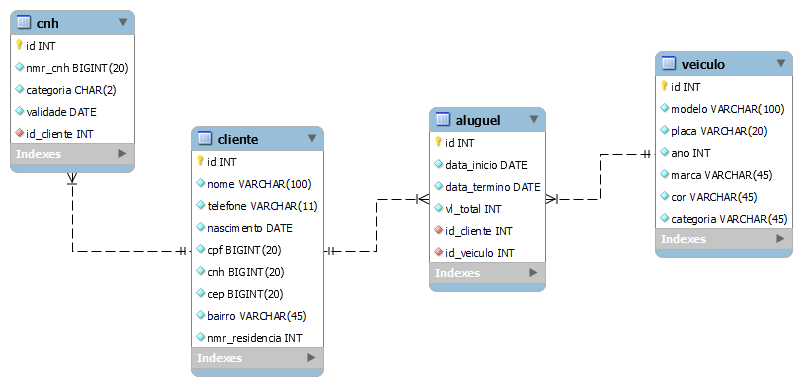 cnh
id INT
nmr_cnh BIGINT(20)
categoria CHAR(2)
validade DATE
id_cliente INT
Indexes
cliente
id INT
nome VARCHAR(100)
telefone VARCHAR(11)
nascimento DATE
cpf BIGINT(20)
cnh BIGINT(20)
cep BIGINT(20)
bairro VARCHAR(45)
nmr_residencia INT
Indexes
aluguel
id INT
data_inicio DATE
data_termino DATE
vl_total INT
id_cliente INT
id_veiculo INT
Indexes
veiculo
id INT
modelo VARCHAR(100)
placa VARCHAR(20)
ano INT
marca VARCHAR(45)
cor VARCHAR(45)
categoria VARCHAR(45)
Indexes